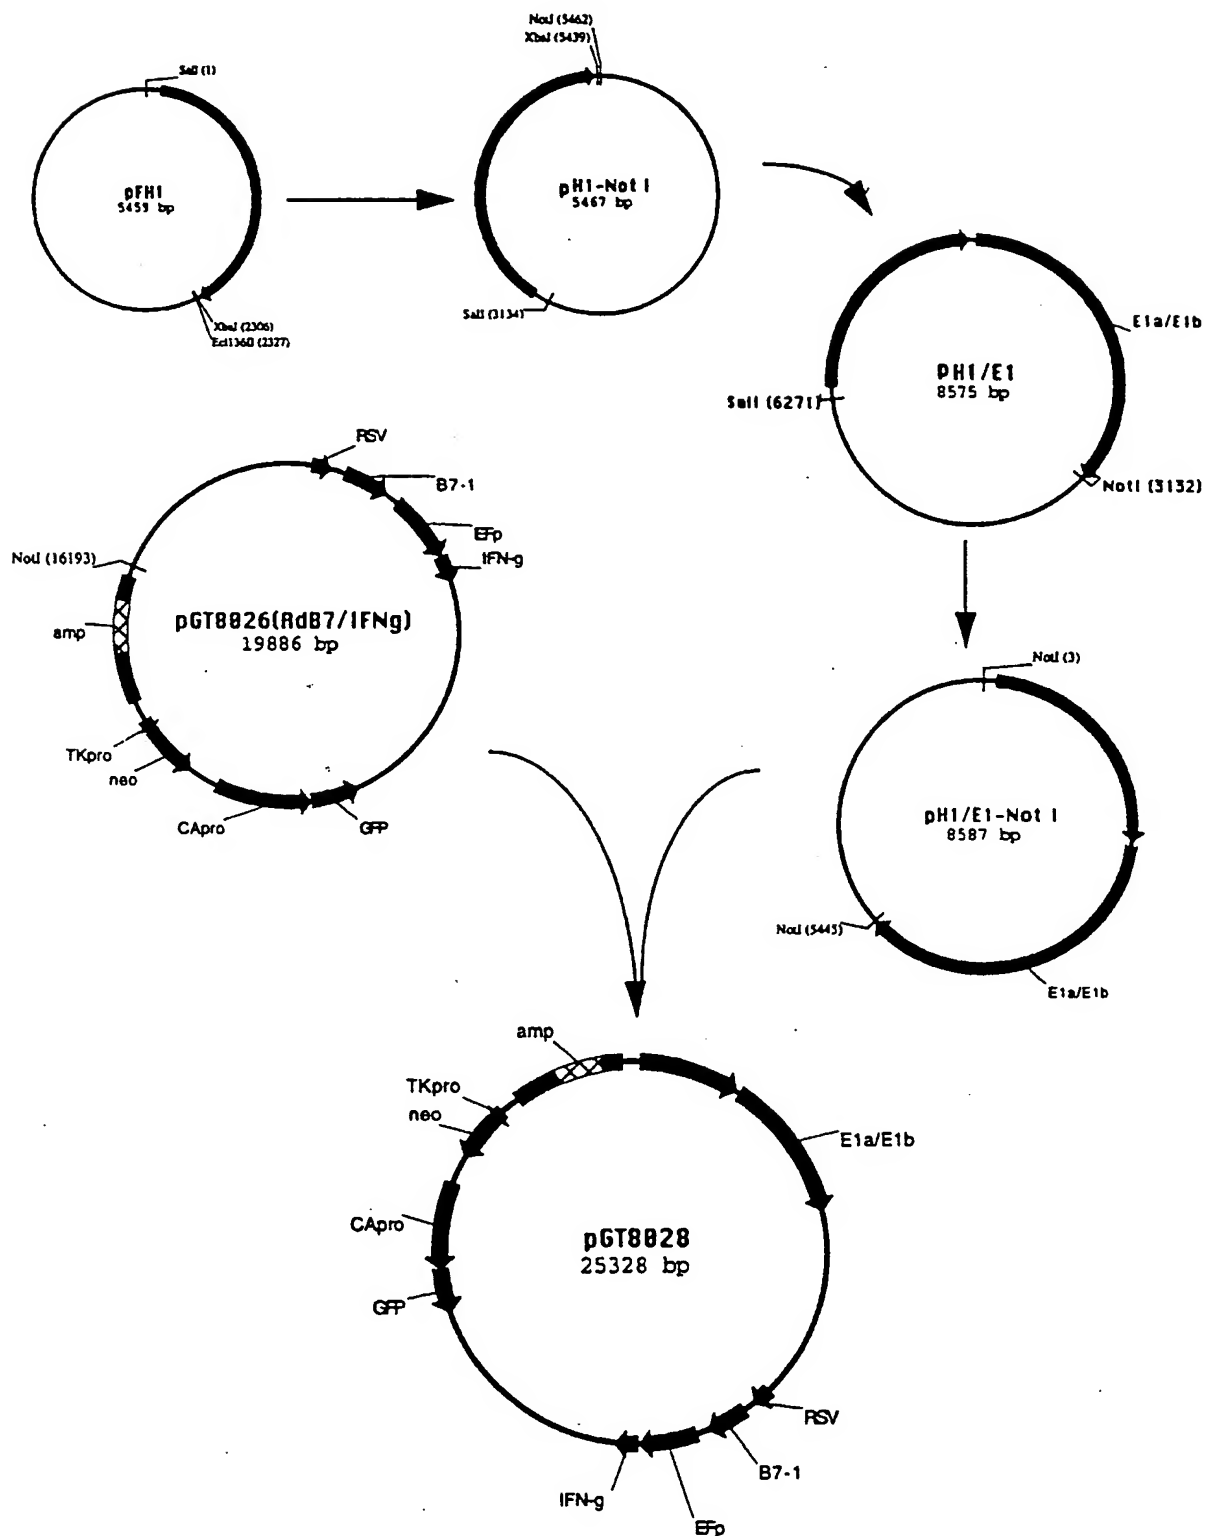 NotI (5462)
XbaI (5439)
SalI (1)
pFH1
5459 bp
XbaI (2306)
Ecl136II (2327)
pH1-Not I
5467 bp
SalI (3134)
E1a/E1b
pH1/E1
8575 bp
SalI (6271)
NotI (3132)
RSV
B7-1
EFp
IFN-g
NotI (16193)
pGT8026(RdB7/IFNg)
19886 bp
amp
TKpro
neo
CApro
GFP
NotI (3)
pH1/E1-Not I
8587 bp
NotI (5445)
E1a/E1b
amp
TKpro
neo
E1a/E1b
CApro
pGT8028
25328 bp
GFP
RSV
B7-1
IFN-g
EFp